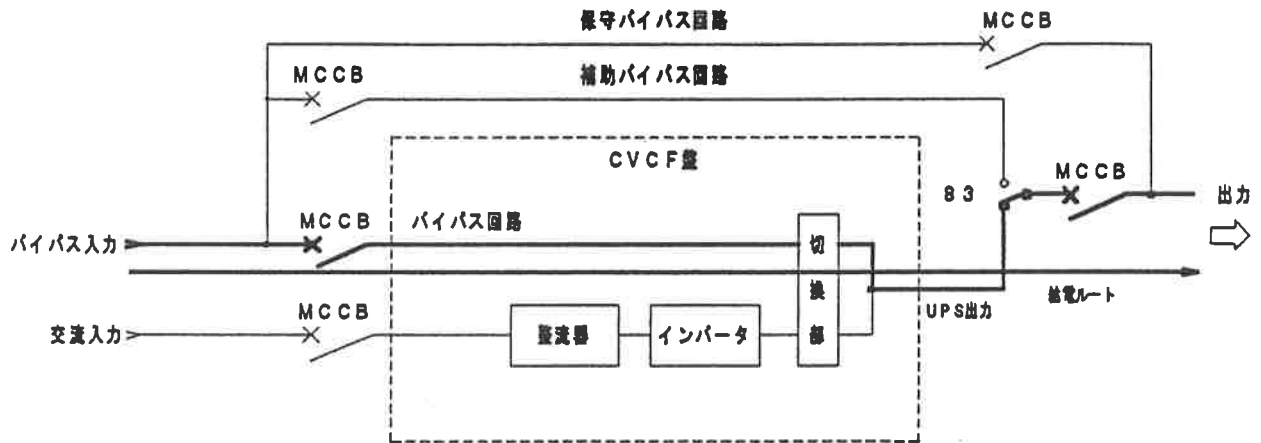 保守バイパス回路
MCCB
MCCB
補助バイパス回路
CVCF盤
83
MCCB
出力
MCCB
バイパス回路
バイパス入力
切換部
給電ルート
UPS出力
MCCB
交流入力
整流器
インバータ